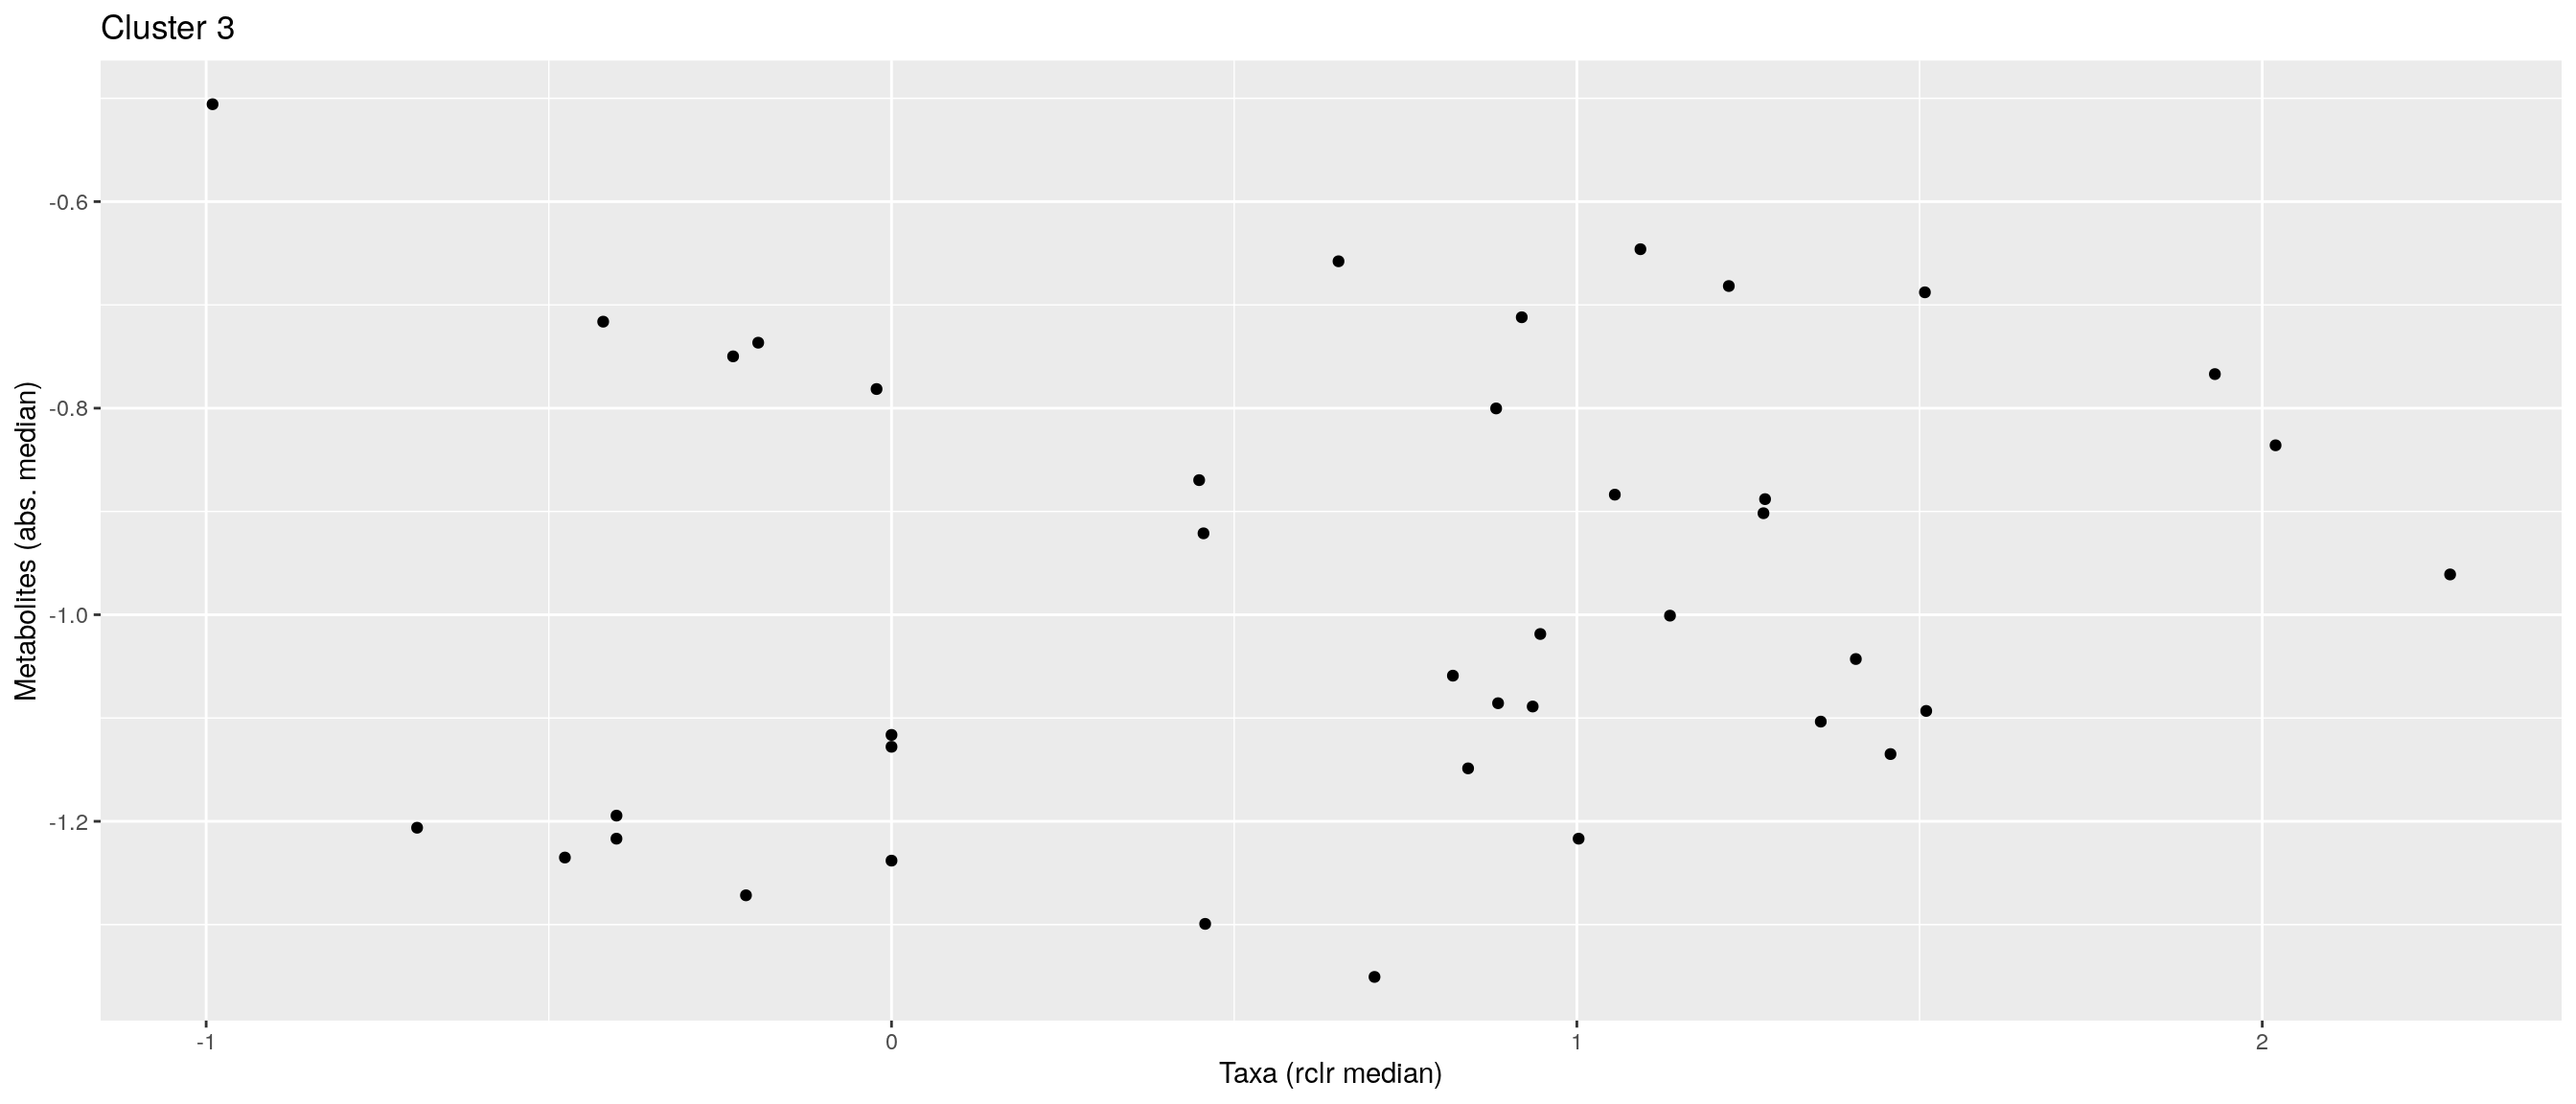 Cluster 3
-0.6
-0.8
-1.0
-1.2
Metabolites (abs. median)
-1
0
1
2
Taxa (rclr median)